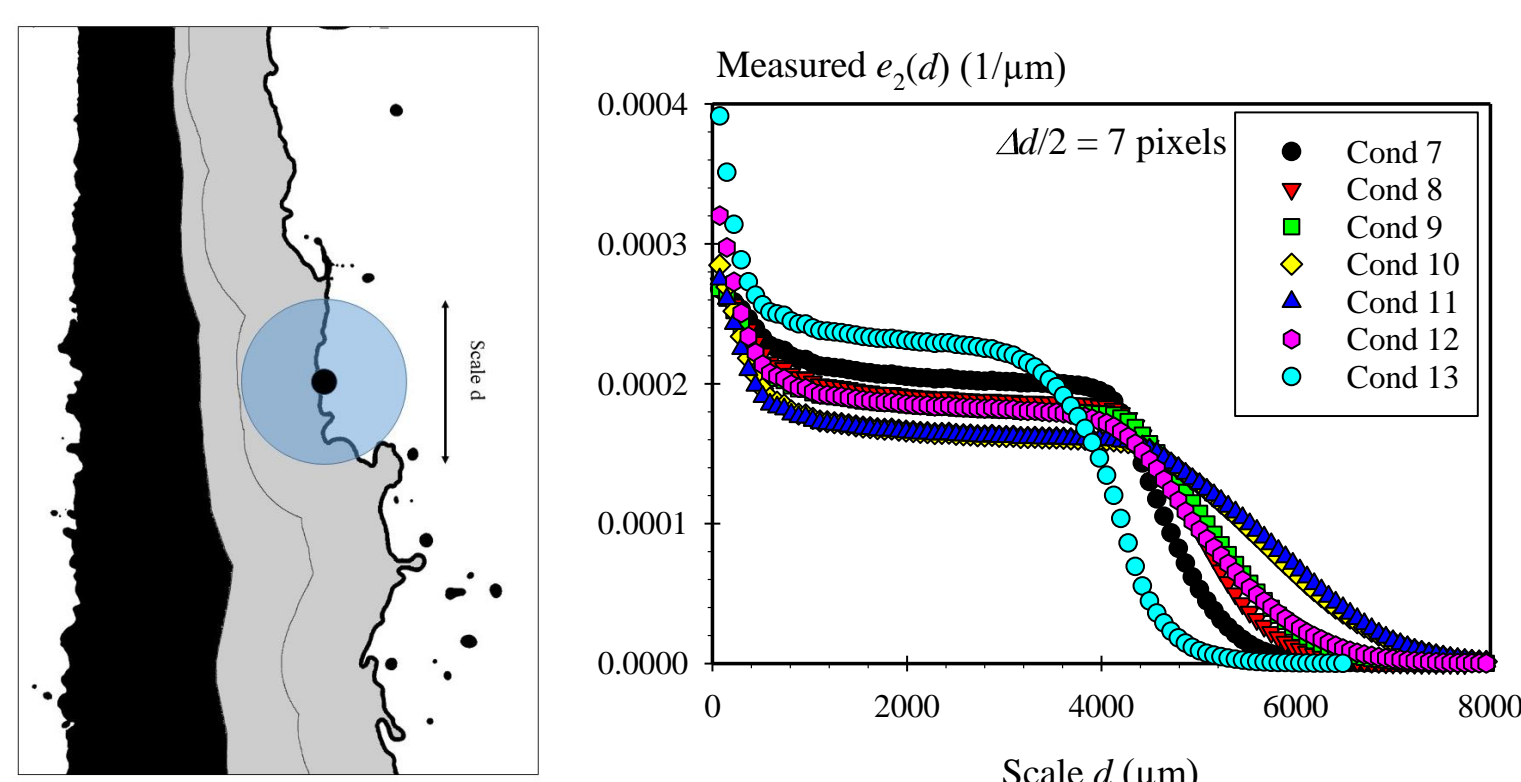 Scale d
Measured e₂(d) (1/µm)
0.0004
0.0003
0.0002
0.0001
0.0000
Δd/2 = 7 pixels
Cond 7
Cond 8
Cond 9
Cond 10
Cond 11
Cond 12
Cond 13
0 2000 4000 6000 8000
Scale d (µm)